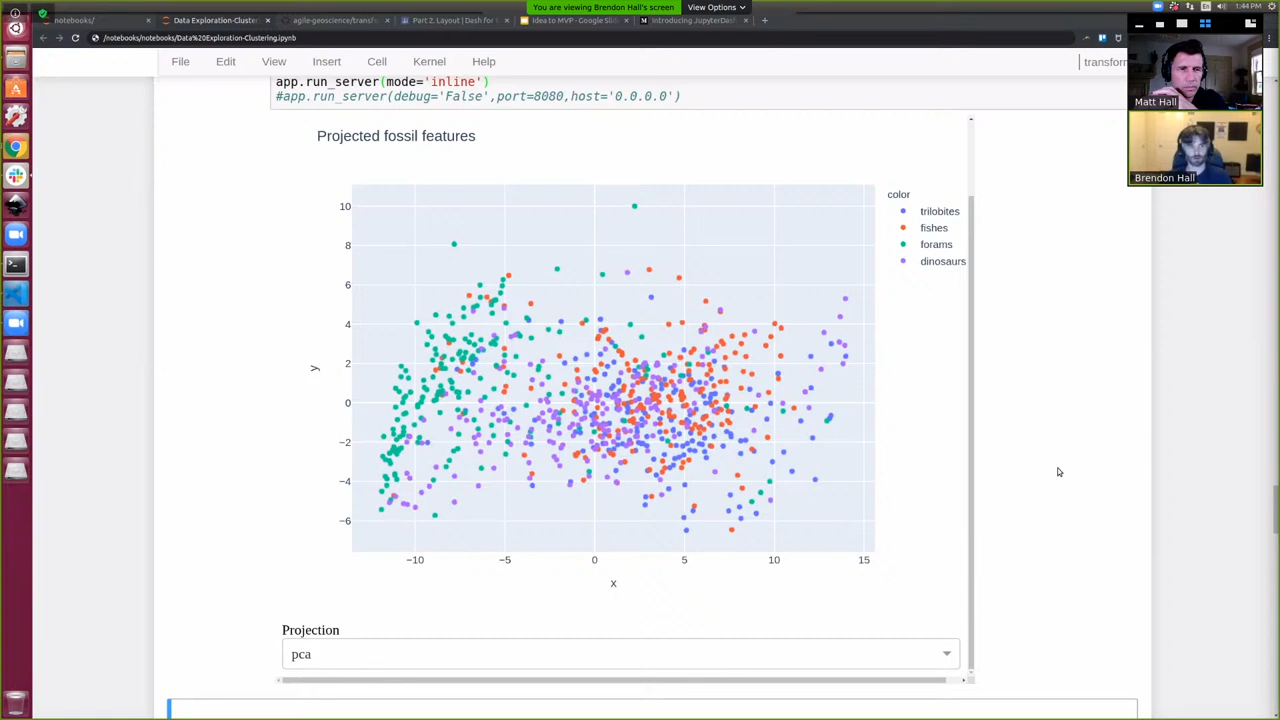 You are viewing Brendon Hall's screen
View Options
En
1:44 PM
notebooks/
Data Exploration-Cluster
agile-geoscience/transf
Part 2. Layout | Dash for
Idea to MVP - Google Sli
Introducing JupyterDash
/notebooks/notebooks/Data%20Exploration-Clustering.ipynb
File
Edit
View
Insert
Cell
Kernel
Help
transform
Matt Hall
Brendon Hall
app.run_server(mode='inline')
#app.run_server(debug='False',port=8080,host='0.0.0.0')
Projected fossil features
color
trilobites
fishes
forams
dinosaurs
10
8
6
4
2
0
−2
−4
−6
y
−10
−5
0
5
10
15
x
Projection
pca